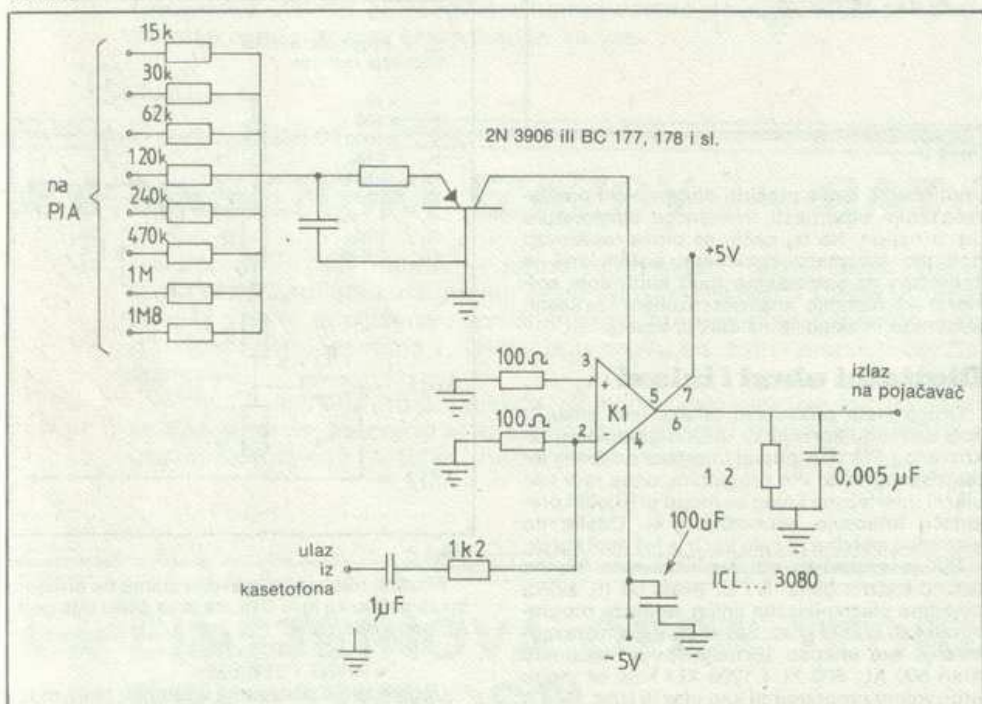 15k
30k
62k
120k
240k
470k
1M
1M8
na
PIA
2N 3906 ili BC 177, 178 i sl.
+5V
100Ω
3
+
7
5
K1
6
100Ω
2
-
4
izlaz
na pojačavač
1.2
0,005 µF
100uF
ICL... 3080
ulaz
iz
kasetofona
1k2
1µF
~5V